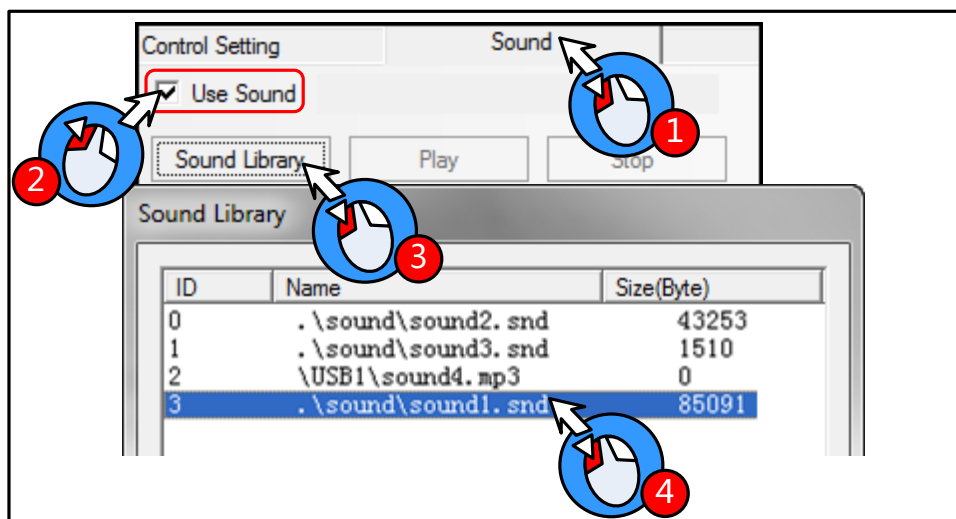 Control Setting Sound
Use Sound
1
2
Sound Library Play Stop
Sound Library
3
ID Name Size(Byte)
0 .\sound\sound2.snd 43253
1 .\sound\sound3.snd 1510
2 \USB1\sound4.mp3 0
3 .\sound\sound1.snd 85091
4